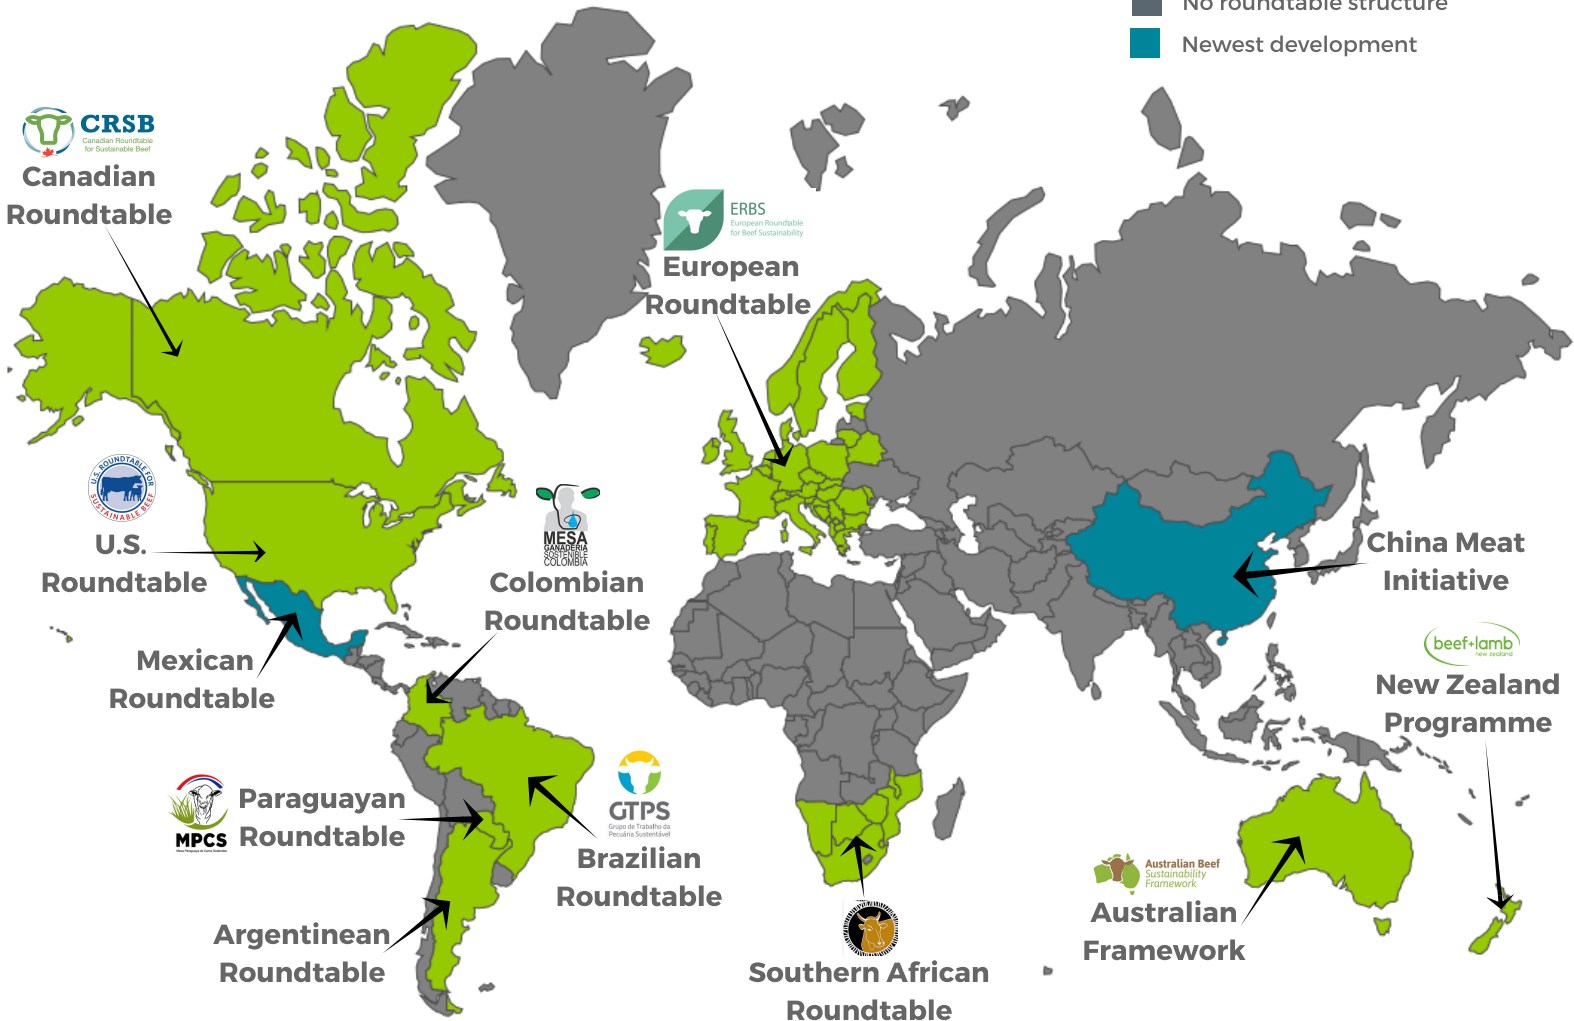 No roundtable structure
Newest development
CRSB
Canadian Roundtable
for Sustainable Beef
Canadian
Roundtable
ERBS
European Roundtable
for Beef Sustainability
European
Roundtable
U.S. ROUNDTABLE FOR
SUSTAINABLE BEEF
U.S.
Roundtable
MESA
GANADERÍA
SOSTENIBLE
COLOMBIA
Colombian
Roundtable
China Meat
Initiative
Mexican
Roundtable
beef+lamb
new zealand
New Zealand
Programme
MPCS
Paraguayan
Roundtable
GTPS
Grupo de Trabalho da
Pecuária Sustentável
Brazilian
Roundtable
Australian Beef
Sustainability
Framework
Australian
Framework
Argentinean
Roundtable
Southern African
Roundtable